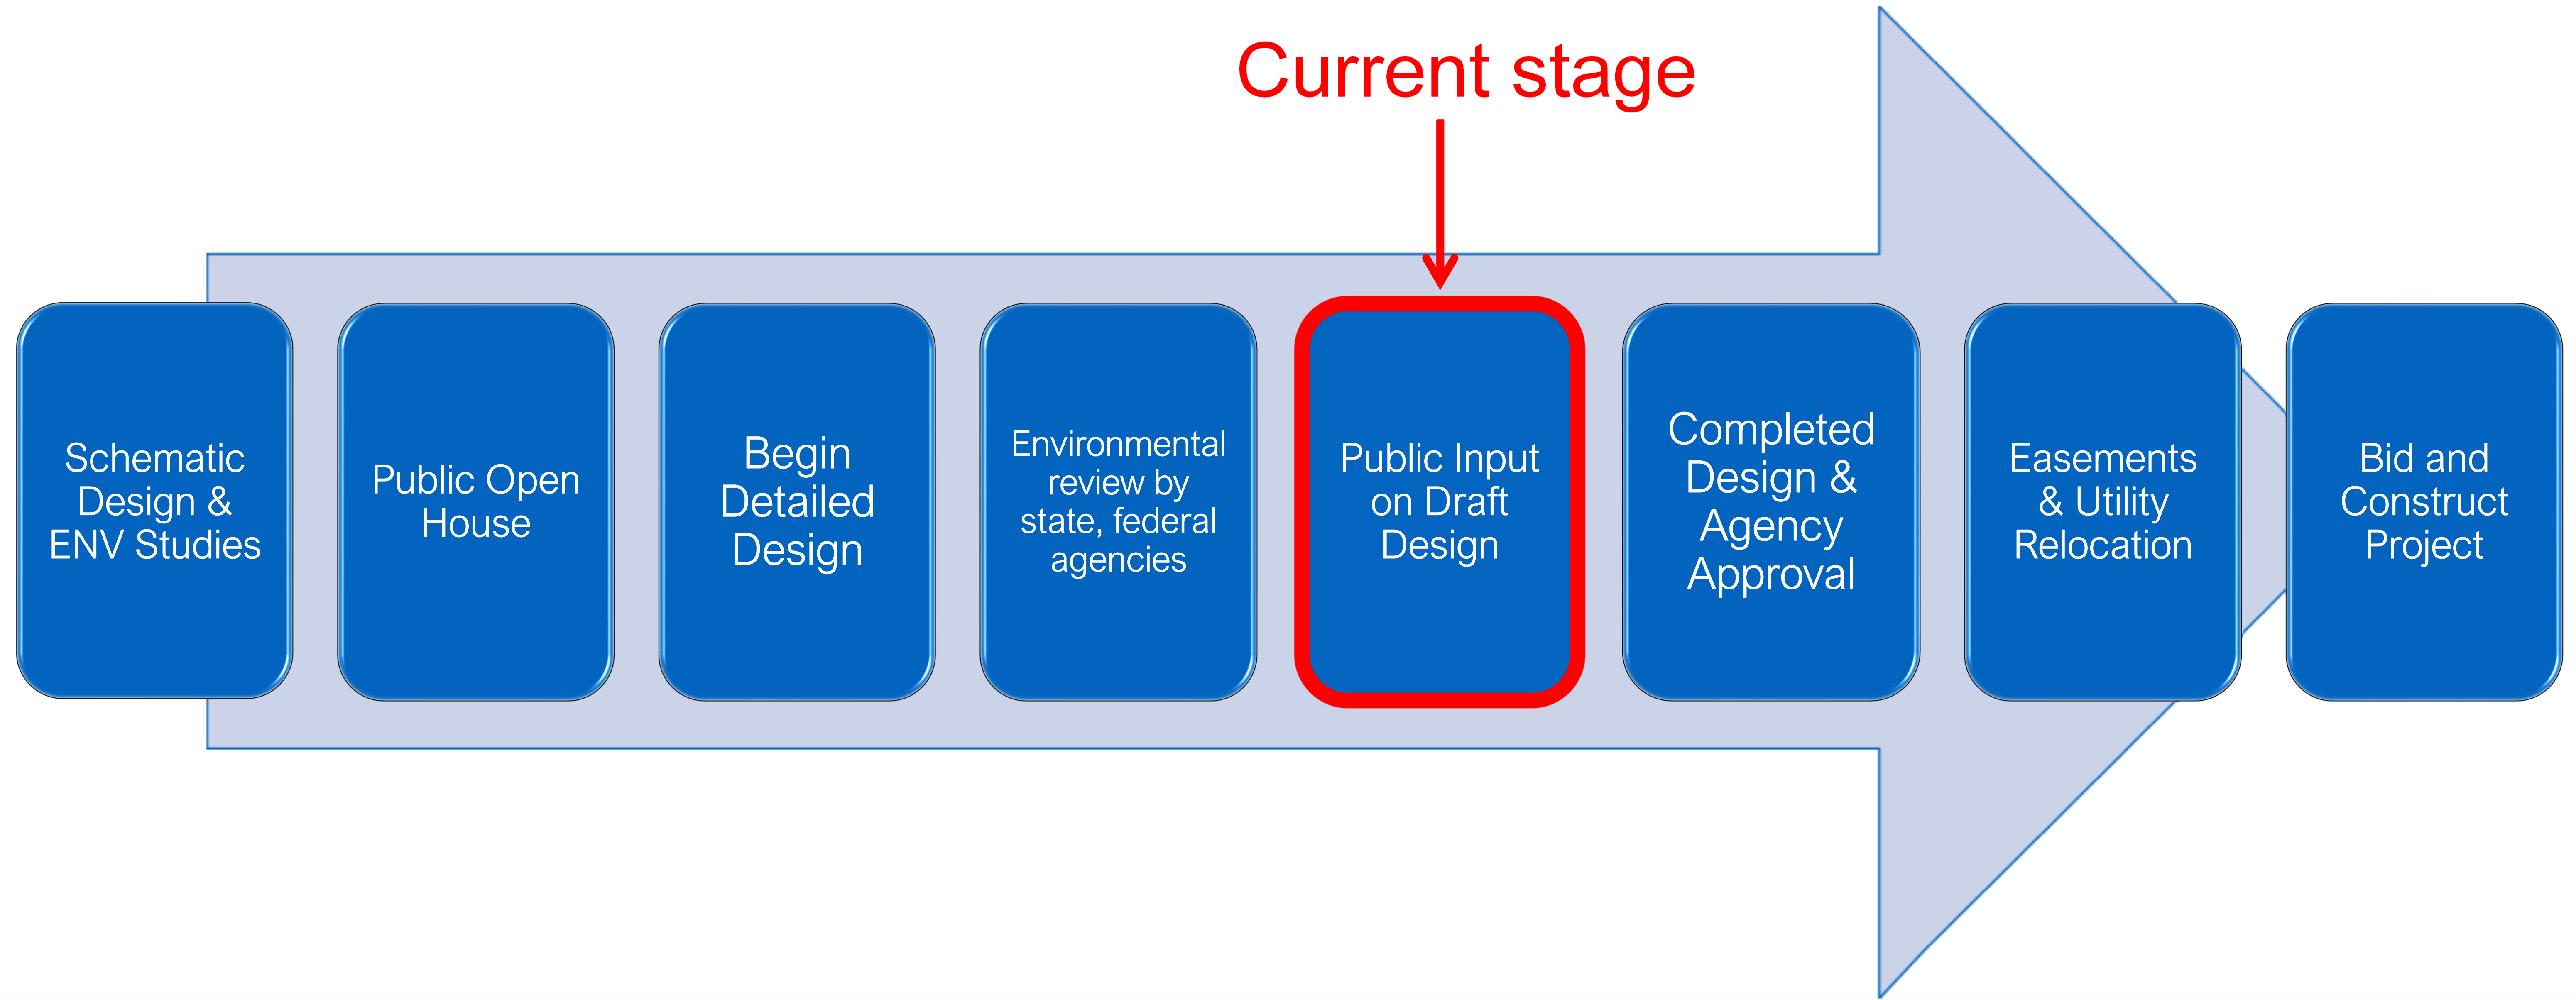 Current stage
Schematic
Design &
ENV Studies
Public Open
House
Begin
Detailed
Design
Environmental
review by
state, federal
agencies
Public Input
on Draft
Design
Completed
Design &
Agency
Approval
Easements
& Utility
Relocation
Bid and
Construct
Project